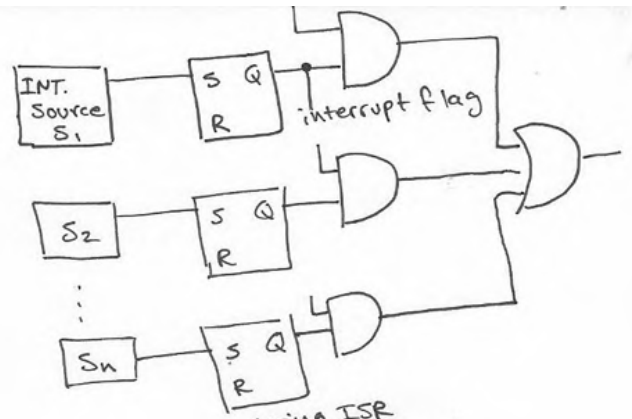 INT.
Source
S1
S Q
R
interrupt flag
S2
S Q
R
Sn
S Q
R
ISR